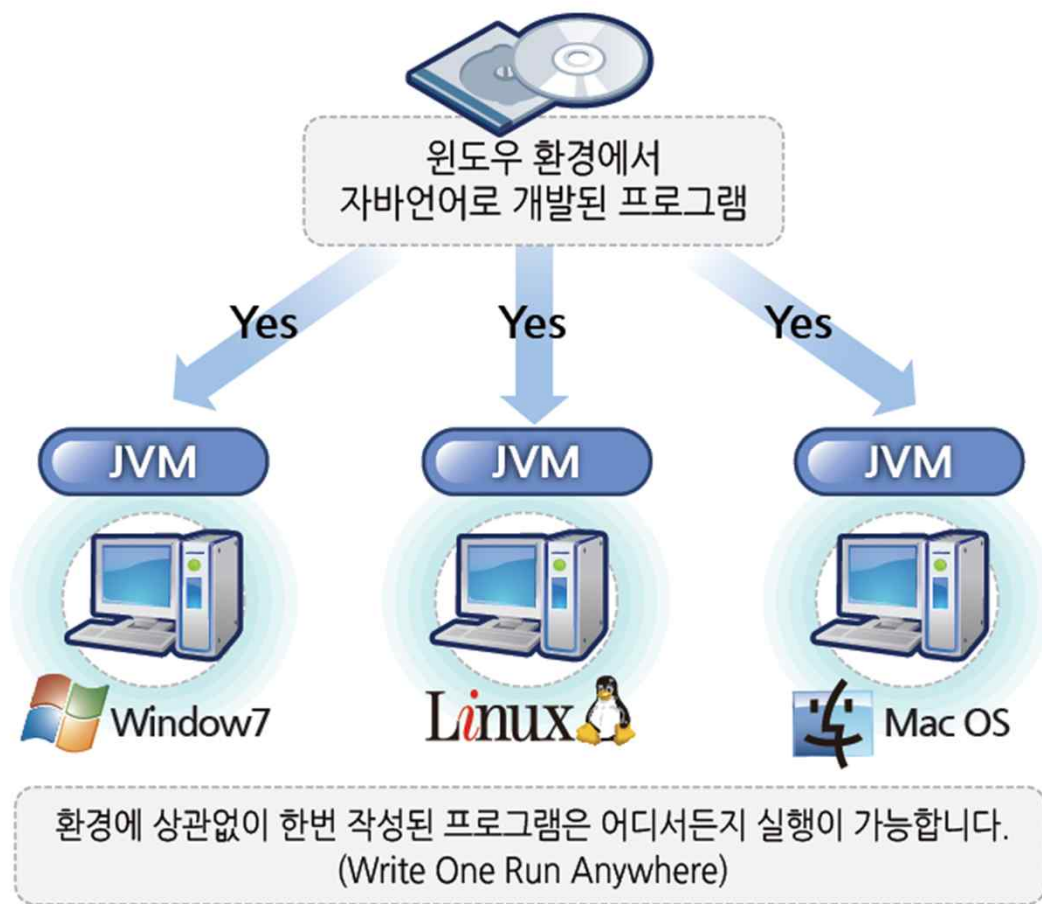 윈도우 환경에서
자바언어로 개발된 프로그램
Yes
Yes
Yes
JVM
JVM
JVM
Window7
Linux
Mac OS
환경에 상관없이 한번 작성된 프로그램은 어디서든지 실행이 가능합니다.
(Write One Run Anywhere)